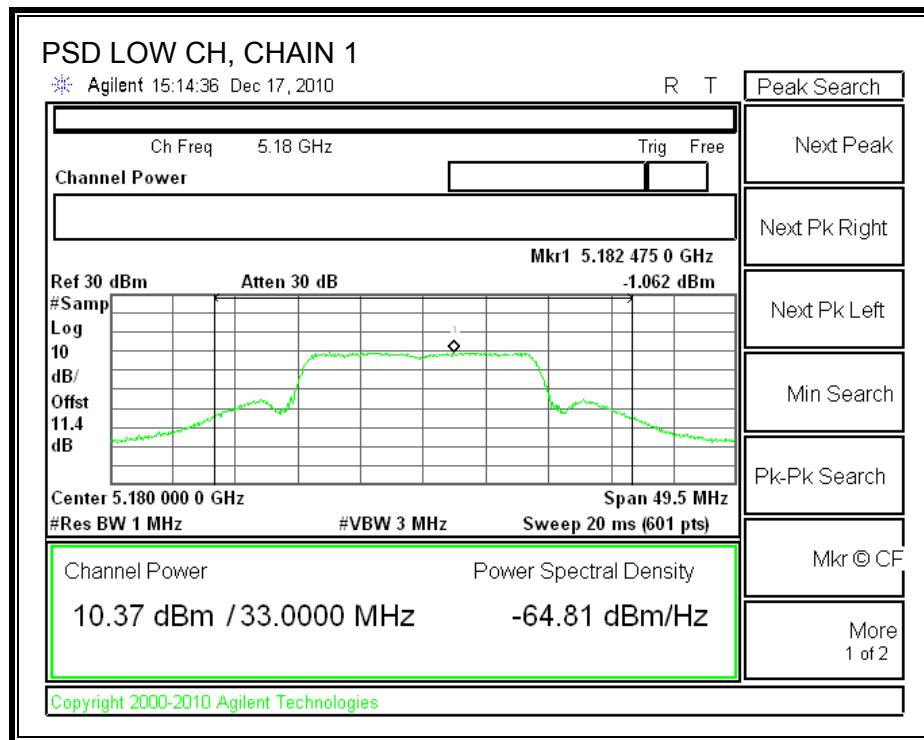 PSD LOW CH, CHAIN 1
Agilent 15:14:36 Dec 17, 2010 R T
Peak Search
Ch Freq 5.18 GHz Trig Free
Next Peak
Channel Power
Next Pk Right
Mkr1 5.182 475 0 GHz
Ref 30 dBm Atten 30 dB -1.062 dBm
#Samp
Log
10
dB/
Offst
11.4
dB
1
Next Pk Left
Min Search
Pk-Pk Search
Center 5.180 000 0 GHz Span 49.5 MHz
#Res BW 1 MHz #VBW 3 MHz Sweep 20 ms (601 pts)
Channel Power Power Spectral Density
Mkr © CF
10.37 dBm / 33.0000 MHz -64.81 dBm/Hz
More
1 of 2
Copyright 2000-2010 Agilent Technologies